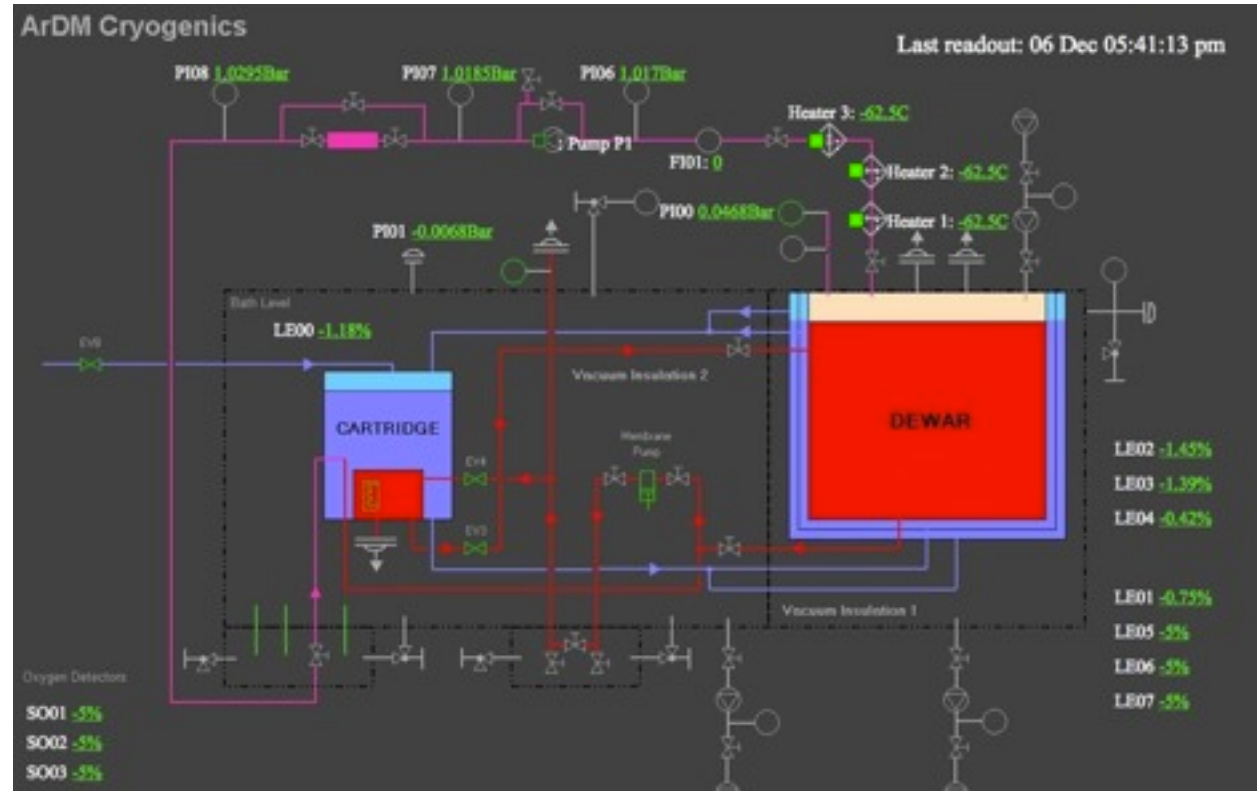 ArDM Cryogenics
Last readout: 06 Dec 05:41:13 pm
PI08 1.0295Bar
PI07 1.0185Bar
PI06 1.017Bar
Heater 3: -62.5C
Pump P1
FI01: 0
Heater 2: -62.5C
PI00 0.0468Bar
Heater 1: -62.5C
PI01 -0.0068Bar
Bath Level
LE00 -1.18%
Vacuum Insulation 2
CARTRIDGE
DEWAR
Membrane
Pump
LE02 -1.45%
EV4
LE03 -1.39%
LE04 -0.42%
EV3
LE01 -0.75%
Vacuum Insulation 1
LE05 -5%
LE06 -5%
Oxygen Detectors
LE07 -5%
SO01 -5%
SO02 -5%
SO03 -5%